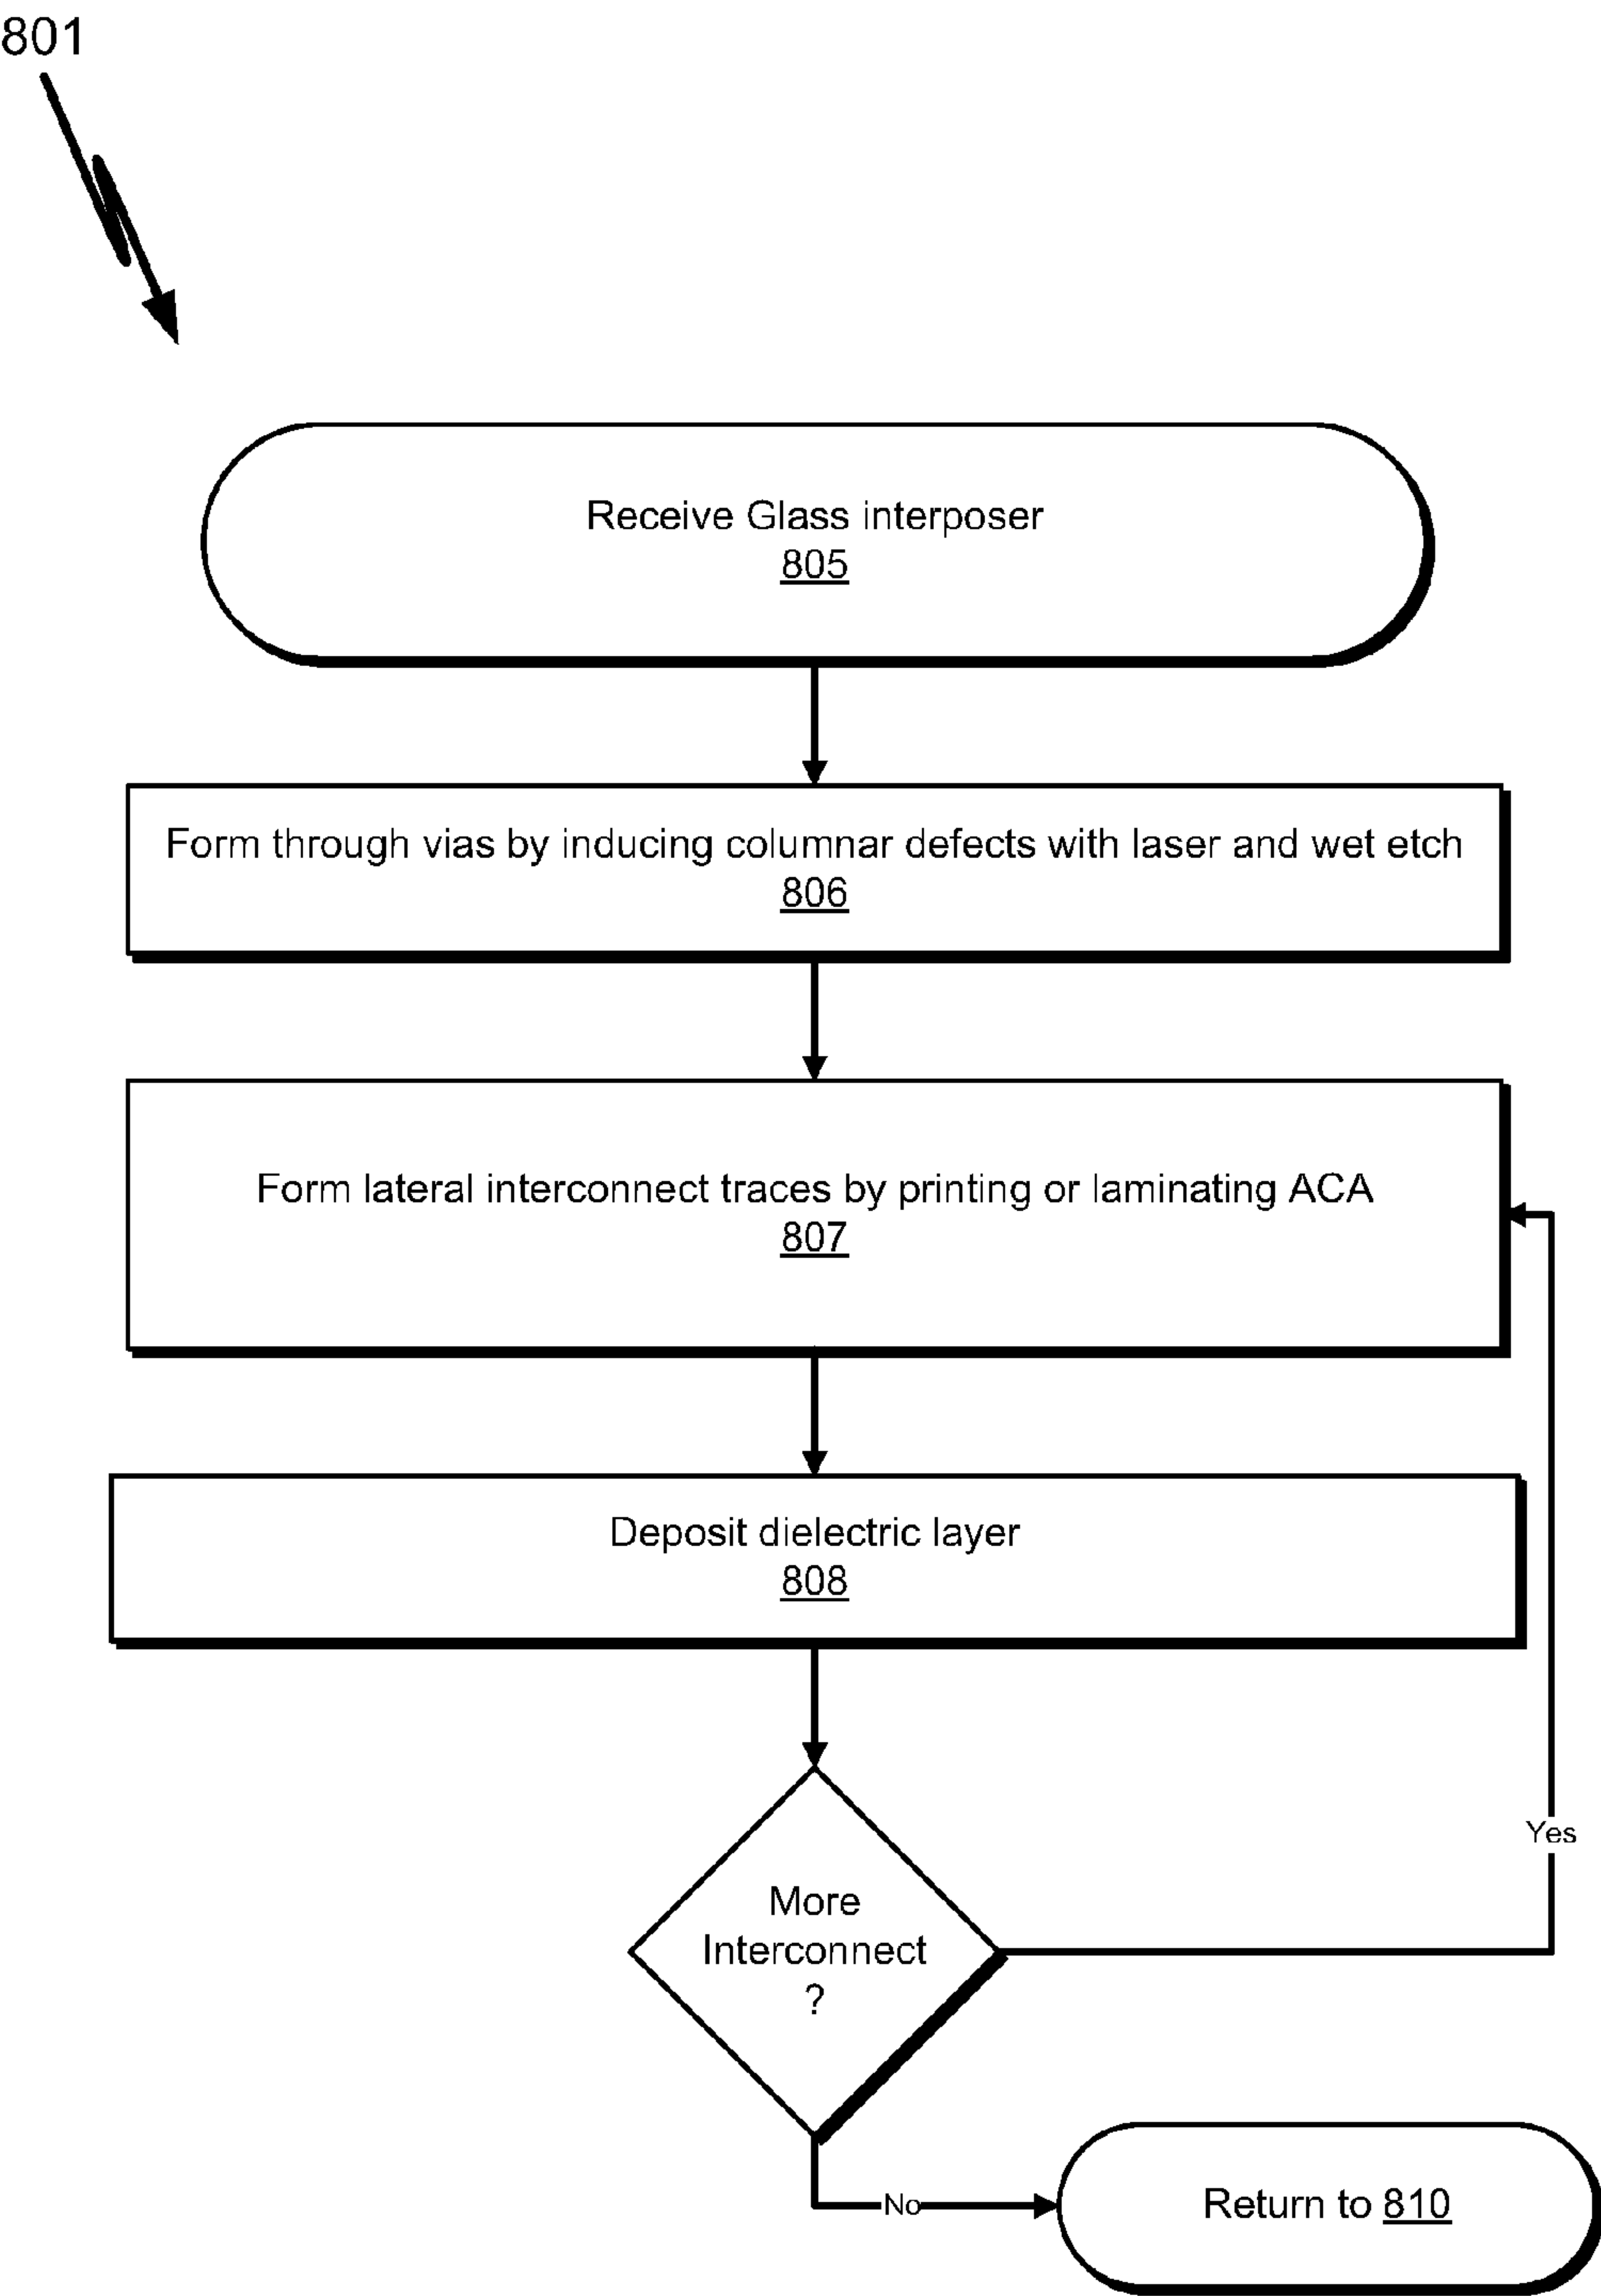 801
Receive Glass interposer
805
Form through vias by inducing columnar defects with laser and wet etch
806
Form lateral interconnect traces by printing or laminating ACA
807
Deposit dielectric layer
808
Yes
More
Interconnect
?
No
Return to 810